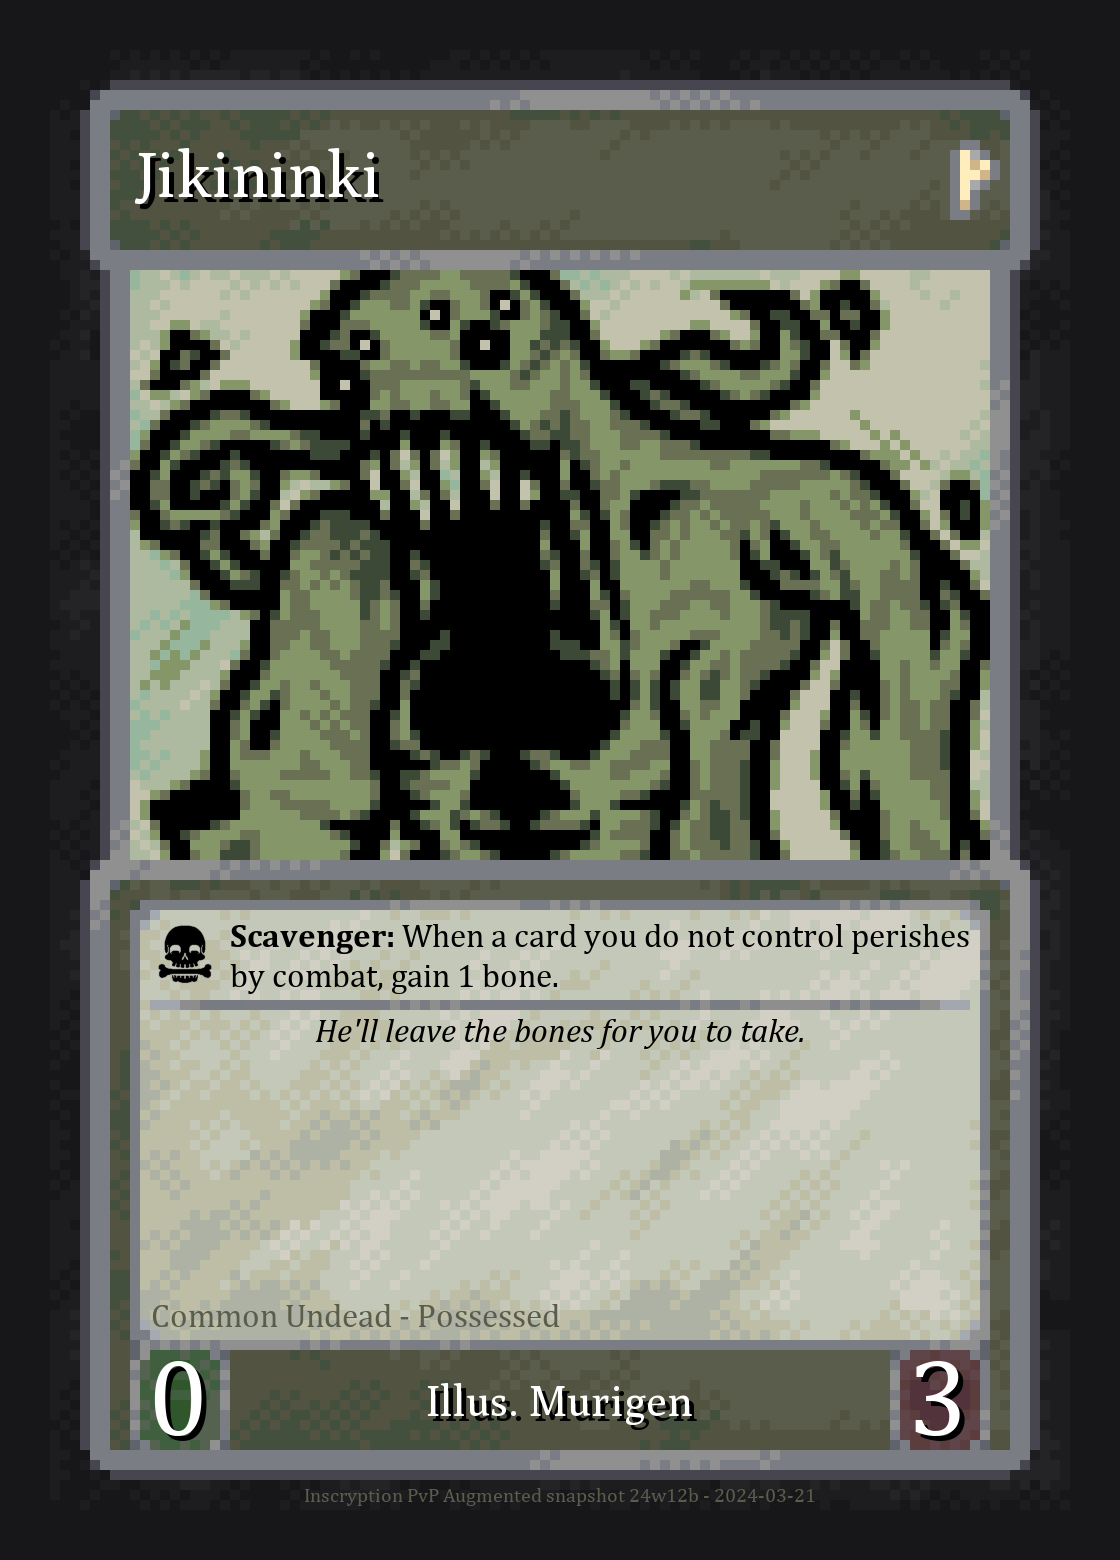 Jikininki
Scavenger: When a card you do not control perishes
by combat, gain 1 bone.
He'll leave the bones for you to take.
Common Undead - Possessed
0
Illus. Murigen
3
Inscryption PvP Augmented snapshot 24w12b - 2024-03-21